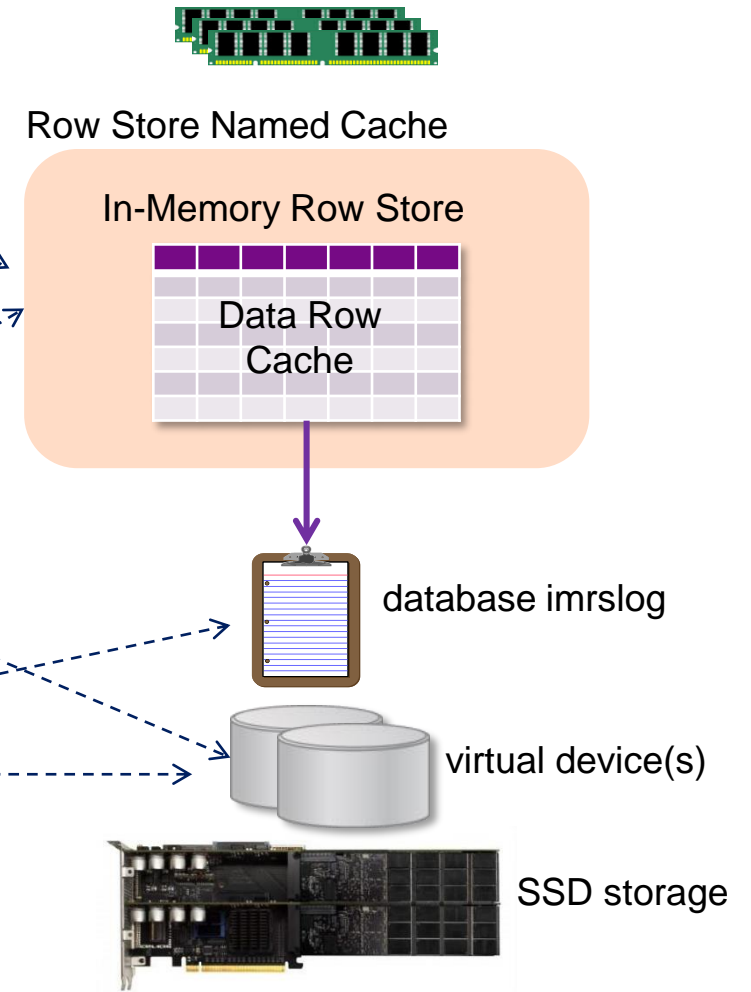 Row Store Named Cache
In-Memory Row Store
Data Row
Cache
database imrslog
virtual device(s)
SSD storage